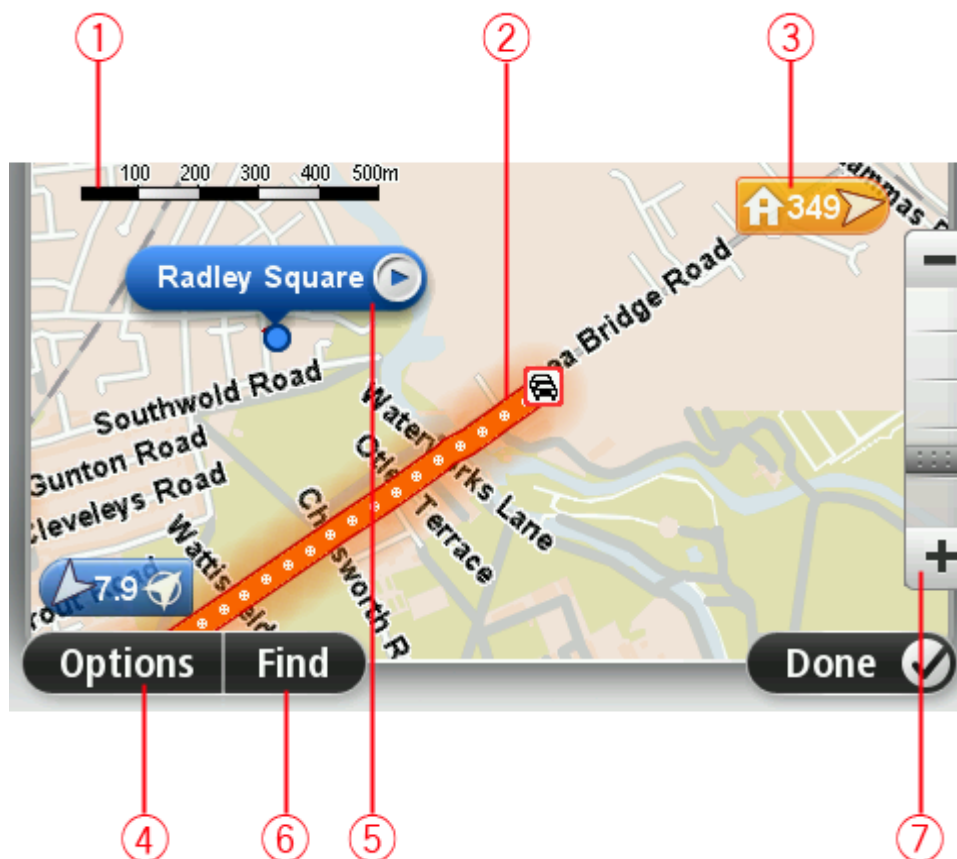 1
2
3
100 200 300 400 500m
349
Radley Square
ea Bridge Road
Southwold Road
Gunton Road
Cleveleys Road
Lane
Terrace
7.9
Options
Find
Done
4
6
5
7